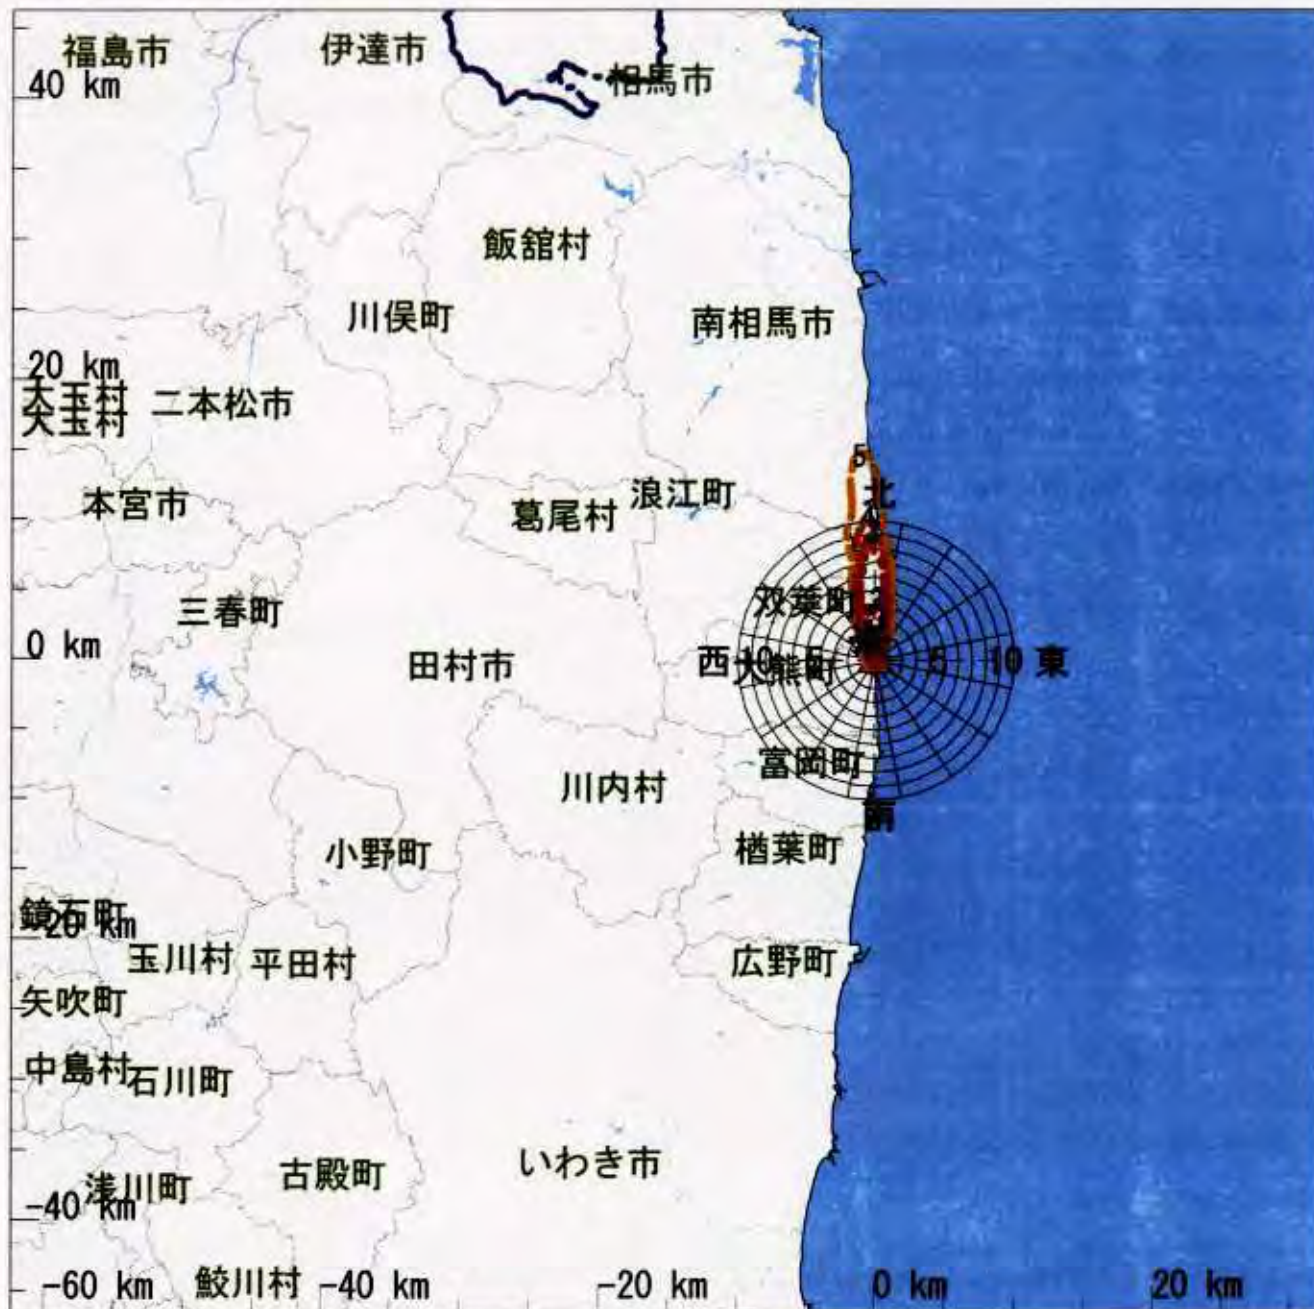 福島市
伊達市
相馬市
40 km
飯舘村
川俣町
南相馬市
20 km
大玉村
大玉村
二本松市
5
北
本宮市
葛尾村
浪江町
三春町
双葉町
0 km
田村市
西 10 5
大熊町
5 10 東
富岡町
川内村
南
小野町
楢葉町
鏡石町
-20 km
玉川村
平田村
広野町
矢吹町
中島村
石川町
いわき市
浅川町
古殿町
-40 km
-60 km
鮫川村
-40 km
-20 km
0 km
20 km